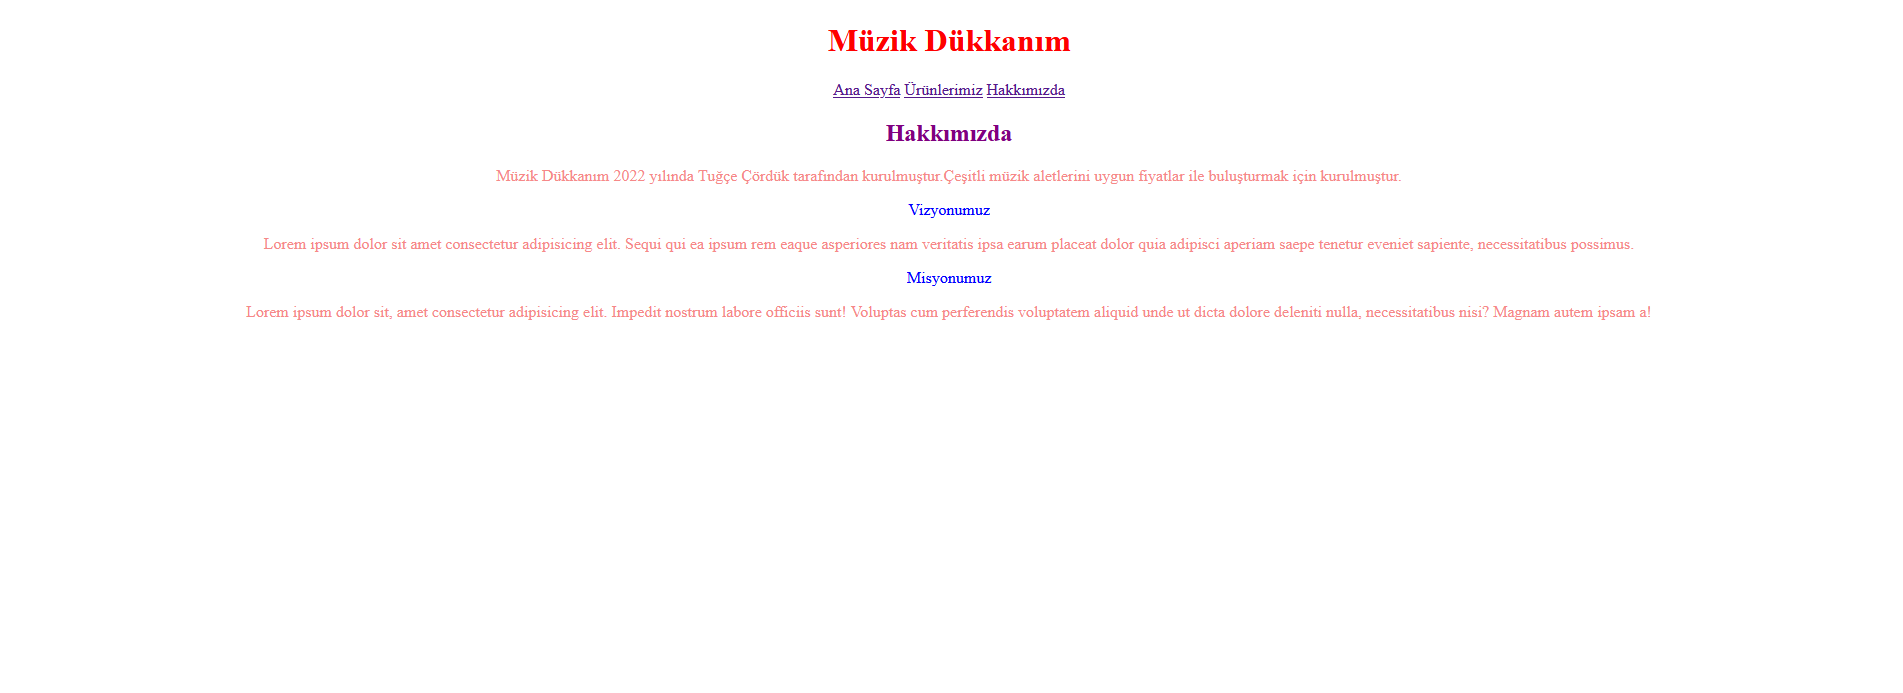 Müzik Dükkanım
Ana Sayfa Ürünlerimiz Hakkımızda
Hakkımızda
Müzik Dükkanım 2022 yılında Tuğçe Çördük tarafından kurulmuştur.Çeşitli müzik aletlerini uygun fiyatlar ile buluşturmak için kurulmuştur.
Vizyonumuz
Lorem ipsum dolor sit amet consectetur adipisicing elit. Sequi qui ea ipsum rem eaque asperiores nam veritatis ipsa earum placeat dolor quia adipisci aperiam saepe tenetur eveniet sapiente, necessitatibus possimus.
Misyonumuz
Lorem ipsum dolor sit, amet consectetur adipisicing elit. Impedit nostrum labore officiis sunt! Voluptas cum perferendis voluptatem aliquid unde ut dicta dolore deleniti nulla, necessitatibus nisi? Magnam autem ipsam a!